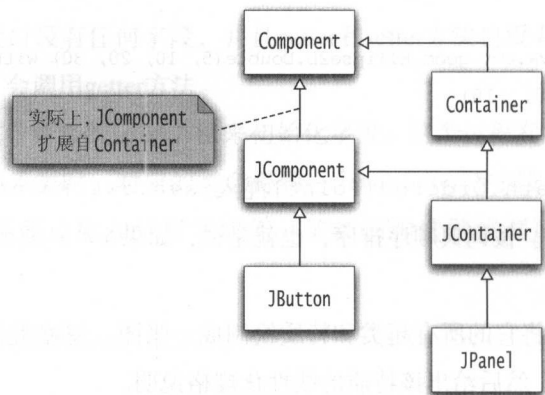 Component
Container
实际上，JComponent
扩展自Container
JComponent
JContainer
JButton
JPanel